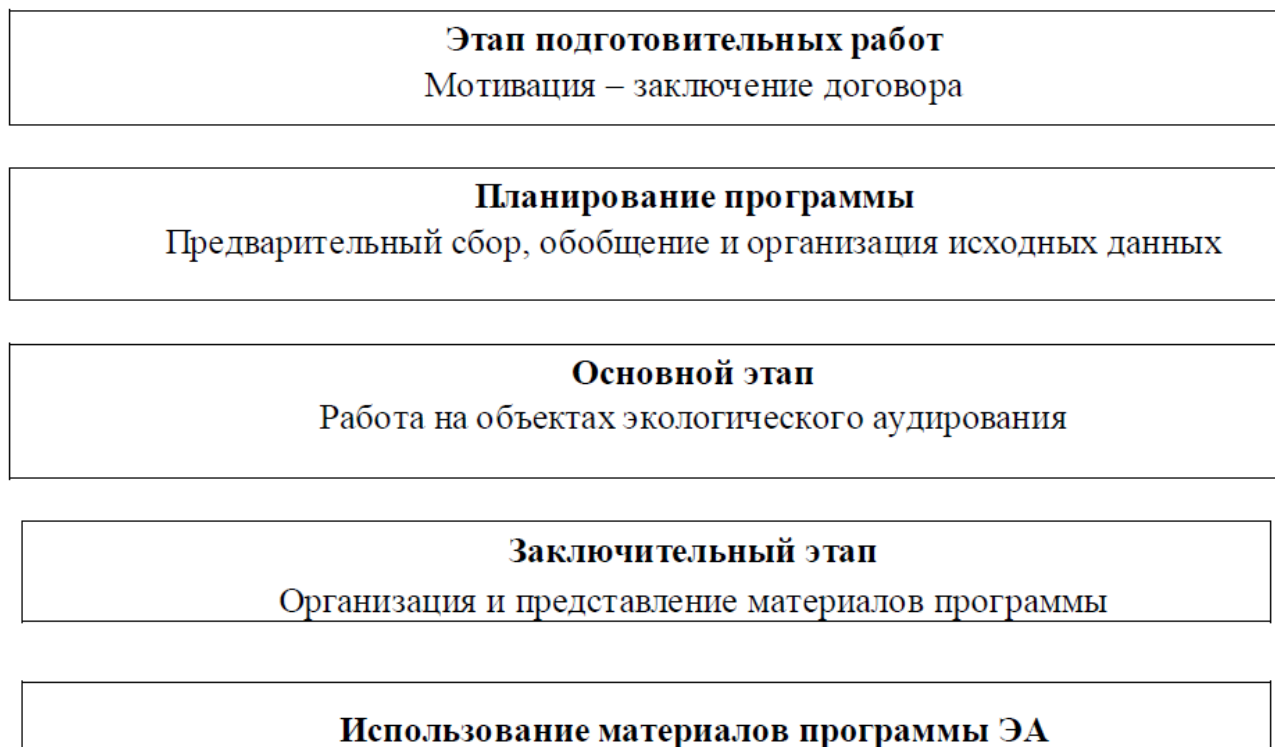 Этап подготовительных работ
Мотивация – заключение договора
Планирование программы
Предварительный сбор, обобщение и организация исходных данных
Основной этап
Работа на объектах экологического аудирования
Заключительный этап
Организация и представление материалов программы
Использование материалов программы ЭА